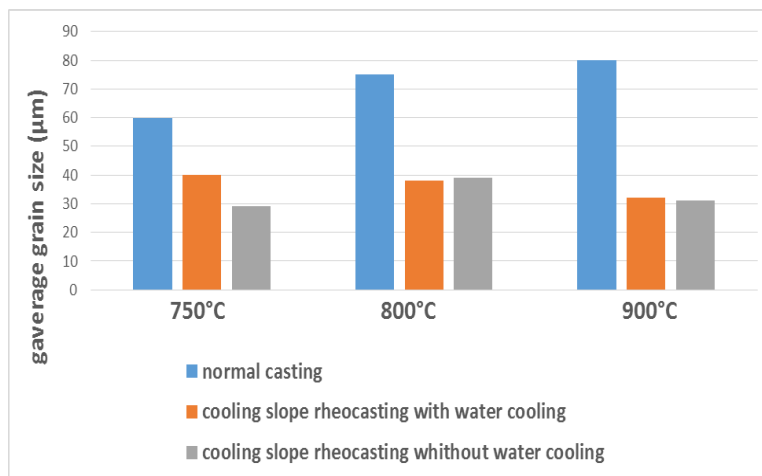 gaverage grain size (µm)
90
80
70
60
50
40
30
20
10
0
750°C 800°C 900°C
normal casting
cooling slope rheocasting with water cooling
cooling slope rheocasting whithout water cooling